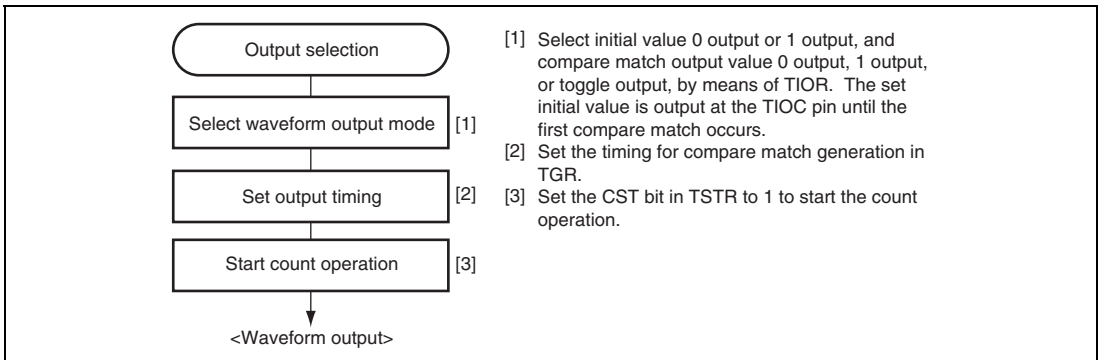 Output selection
Select waveform output mode
[1]
Set output timing
[2]
Start count operation
[3]
<Waveform output>
[1] Select initial value 0 output or 1 output, and
compare match output value 0 output, 1 output,
or toggle output, by means of TIOR. The set
initial value is output at the TIOC pin until the
first compare match occurs.
[2] Set the timing for compare match generation in
TGR.
[3] Set the CST bit in TSTR to 1 to start the count
operation.